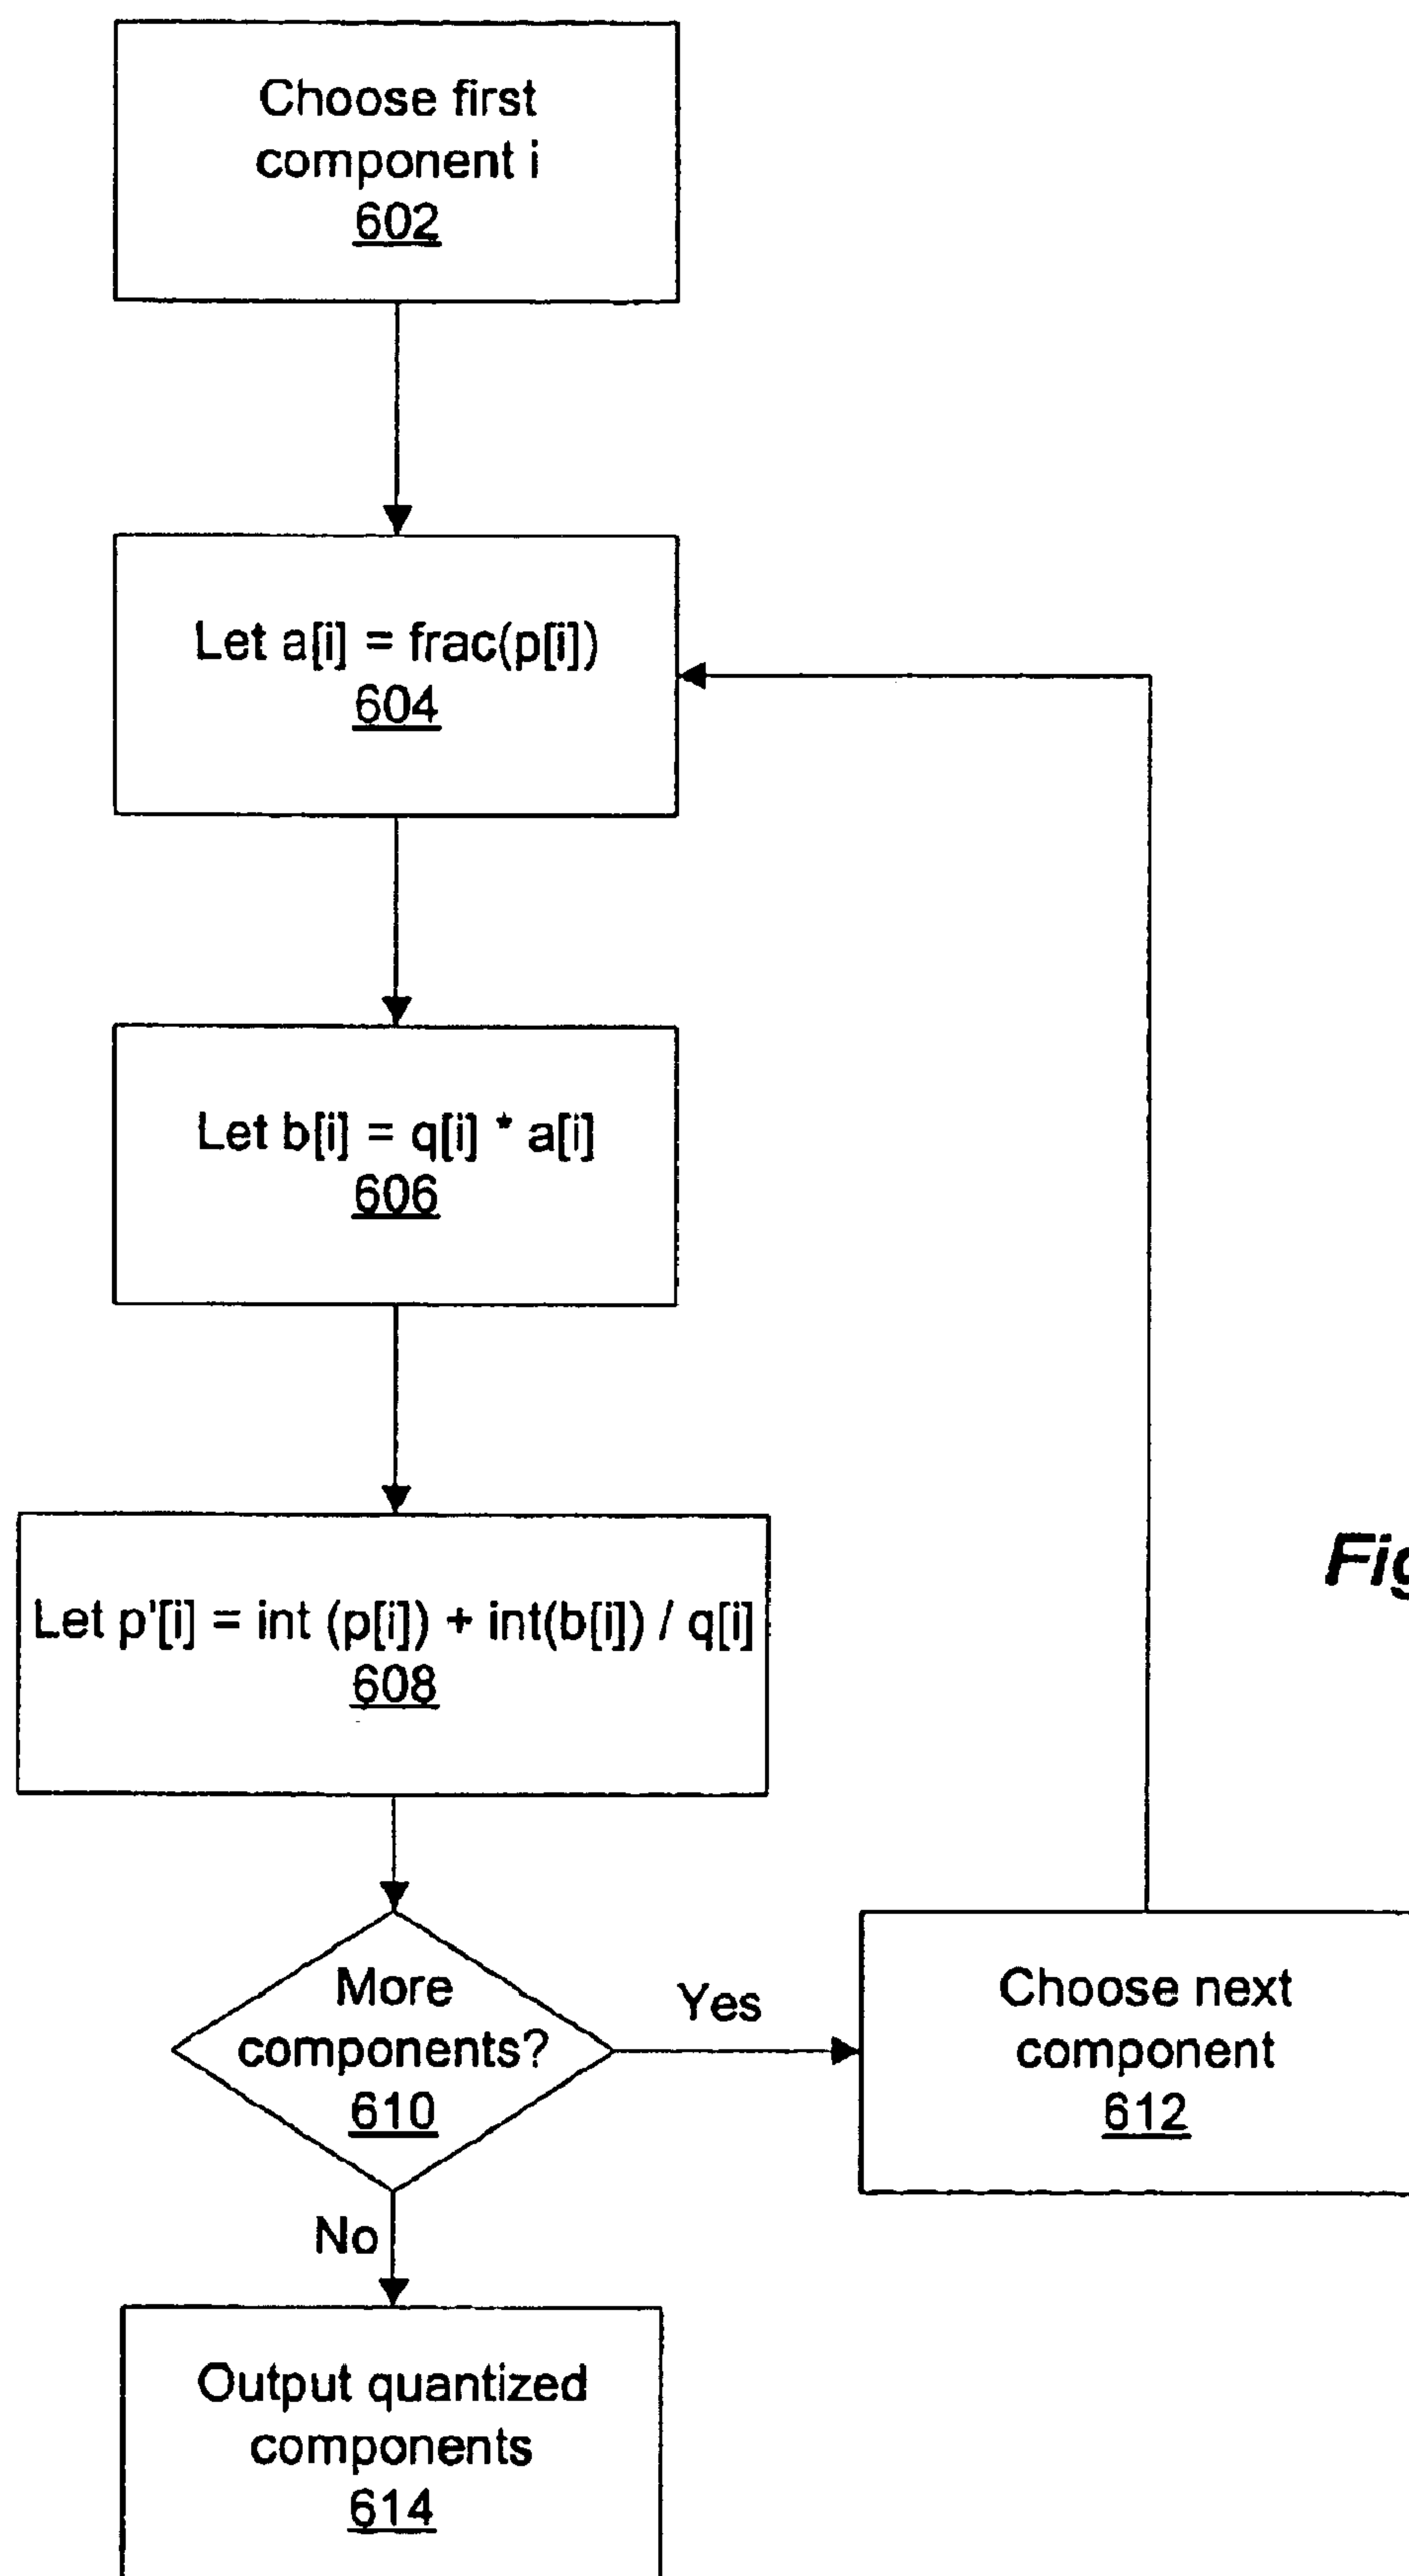 Choose first
component i
602
Let a[i] = frac(p[i])
604
Let b[i] = q[i] * a[i]
606
Let p'[i] = int (p[i]) + int(b[i]) / q[i]
608
More
components?
610
Yes
Choose next
component
612
No
Output quantized
components
614